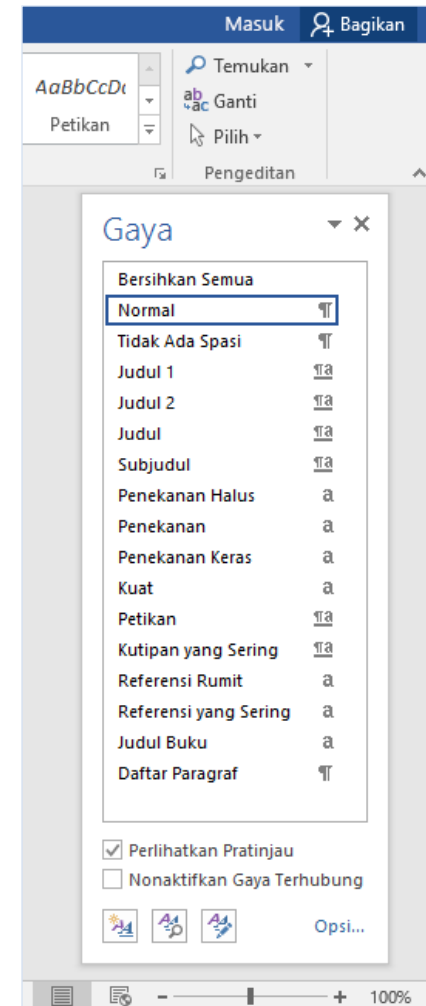 Masuk Bagikan
AaBbCcDc
Petikan
Temukan
Ganti
Pilih
Pengeditan
Gaya
Bersihkan Semua
Normal ¶
Tidak Ada Spasi ¶
Judul 1 ¶a
Judul 2 ¶a
Judul ¶a
Subjudul ¶a
Penekanan Halus a
Penekanan a
Penekanan Keras a
Kuat a
Petikan ¶a
Kutipan yang Sering ¶a
Referensi Rumit a
Referensi yang Sering a
Judul Buku a
Daftar Paragraf ¶
Perlihatkan Pratinjau
Nonaktifkan Gaya Terhubung
Opsi...
100%